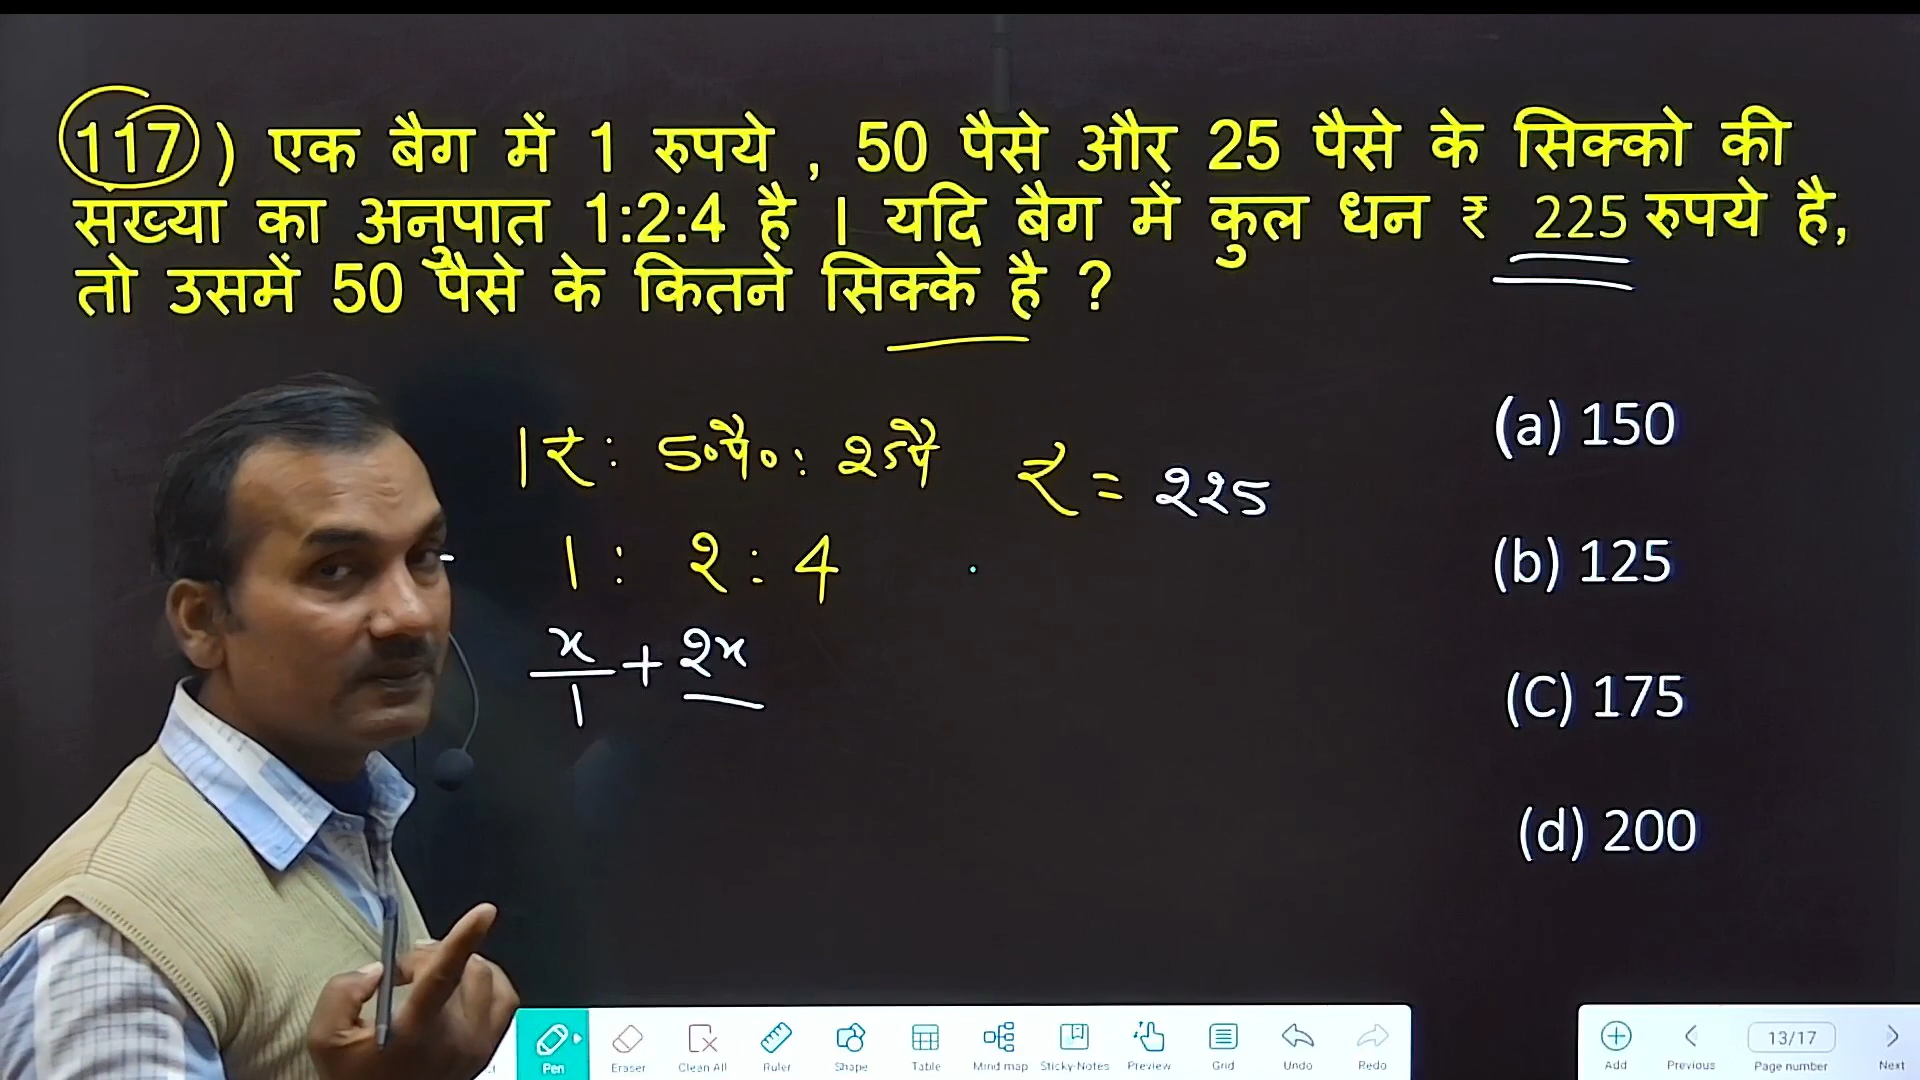 117) एक बैग में 1 रुपये , 50 पैसे और 25 पैसे के सिक्को की
संख्या का अनुपात 1:2:4 है । यदि बैग में कुल धन ₹ 225 रुपये है,
तो उसमें 50 पैसे के कितने सिक्के है ?
1₹ : 50पै० : 25पै ₹ = 225
1 : 2 : 4
x/1 + 2x
(a) 150
(b) 125
(C) 175
(d) 200
Pen Eraser Clean All Ruler Shape Table Mind map Sticky-Notes Preview Grid Undo Redo
Add Previous 13/17 Page number Next